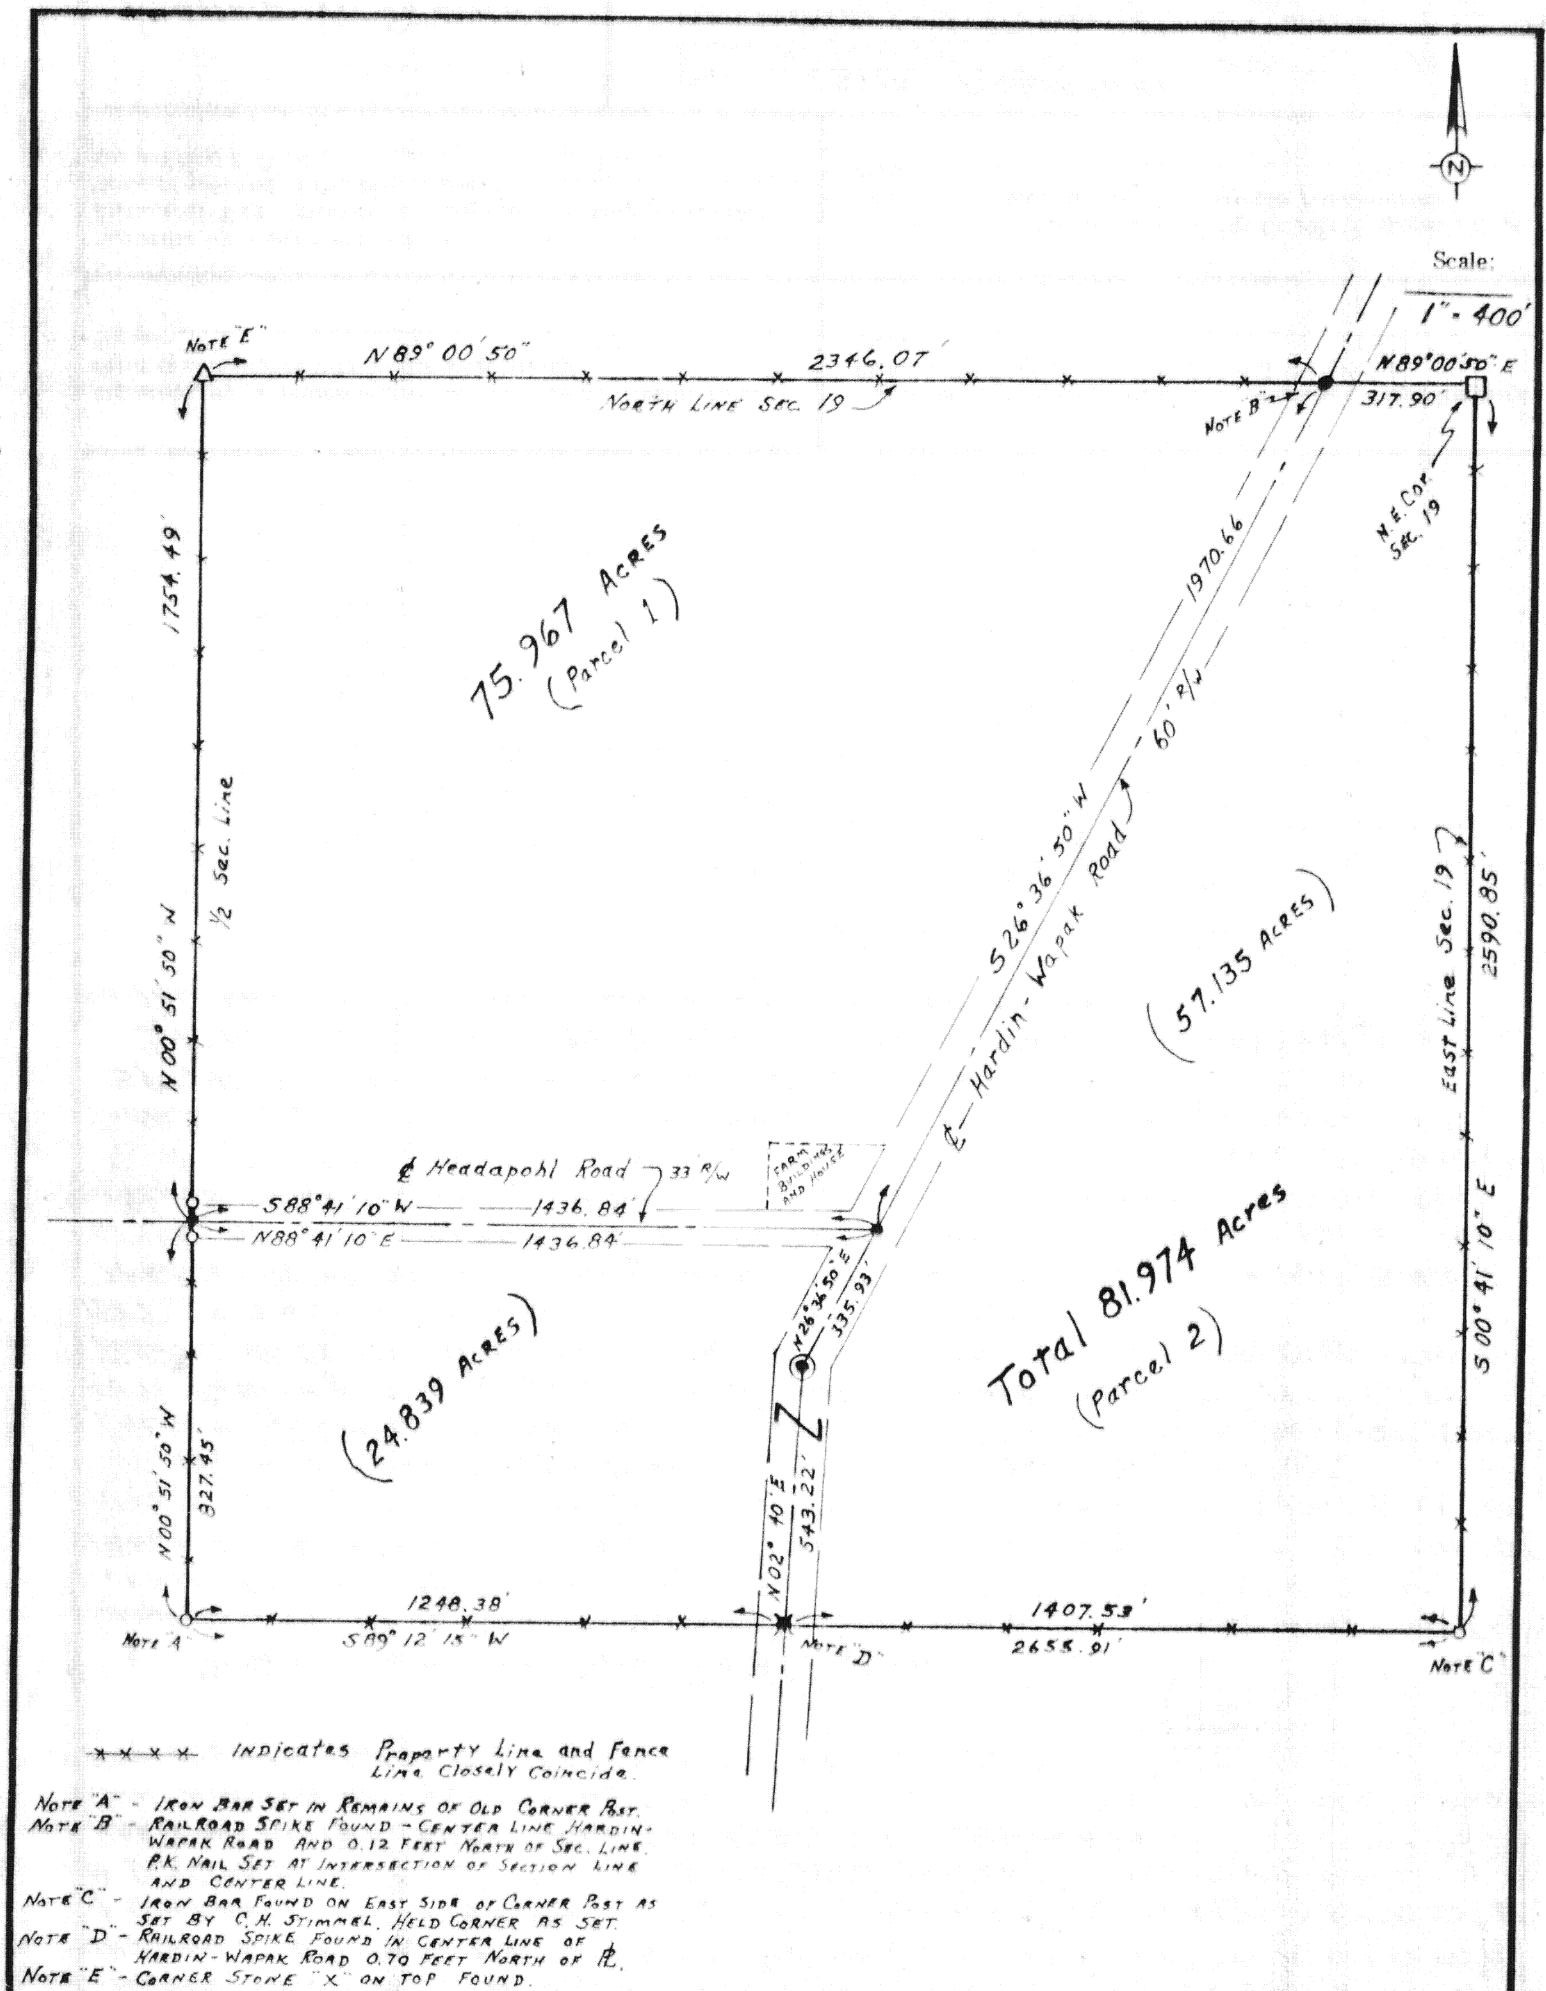 N
Scale:
1" = 400'
NOTE "E"
N 89° 00' 50"
2346.07'
N 89° 00' 50" E
NORTH LINE SEC. 19
NOTE "B"
317.90'
N.E. COR.
SEC. 19
1754.49'
N 00° 51' 50" W
1/2 Sec. Line
75.967 ACRES
(Parcel 1)
1970.66
S 26° 36' 50" W
60' R/W
℄ Hardin - Wapak Road
(57.135 ACRES)
East Line Sec. 19
2590.85'
S 00° 41' 10" E
℄ Headapohl Road
33' R/W
FARM
BUILDINGS
AND HOUSE
S 88° 41' 10" W
1436.84'
N 88° 41' 10" E
1436.84'
N 26° 36' 50" E
335.93'
Total 81.974 Acres
(Parcel 2)
(24.839 ACRES)
N 00° 51' 50" W
827.45'
N 02° 40' E
543.22'
1248.38'
S 89° 12' 15" W
1407.53'
2655.91'
NOTE "A"
NOTE "D"
NOTE "C"
x x x x INDicates Property Line and Fence
Line Closely Coincide.
NOTE "A" - IRON BAR SET IN REMAINS OF OLD CORNER POST.
NOTE "B" - RAILROAD SPIKE FOUND - CENTER LINE HARDIN-
WAPAK ROAD AND 0.12 FEET NORTH OF SEC. LINE.
P.K. NAIL SET AT INTERSECTION OF SECTION LINE
AND CENTER LINE.
NOTE "C" - IRON BAR FOUND ON EAST SIDE OF CORNER POST AS
SET BY C. H. STIMMEL. HELD CORNER AS SET.
NOTE "D" - RAILROAD SPIKE FOUND IN CENTER LINE OF
HARDIN-WAPAK ROAD 0.70 FEET NORTH OF PL.
NOTE "E" - CORNER STONE "X" ON TOP FOUND.